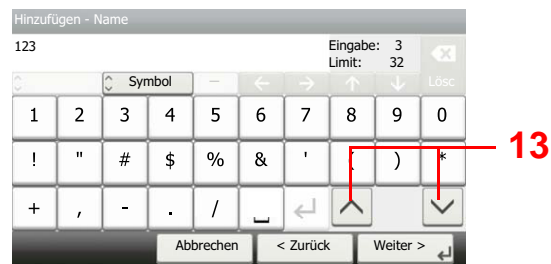 Hinzufügen - Name
123
Eingabe: 3
Limit: 32
Symbol
Lösc
1 2 3 4 5 6 7 8 9 0
! " # $ % & ' ( ) *
+ , - . /
Abbrechen < Zurück Weiter >
13